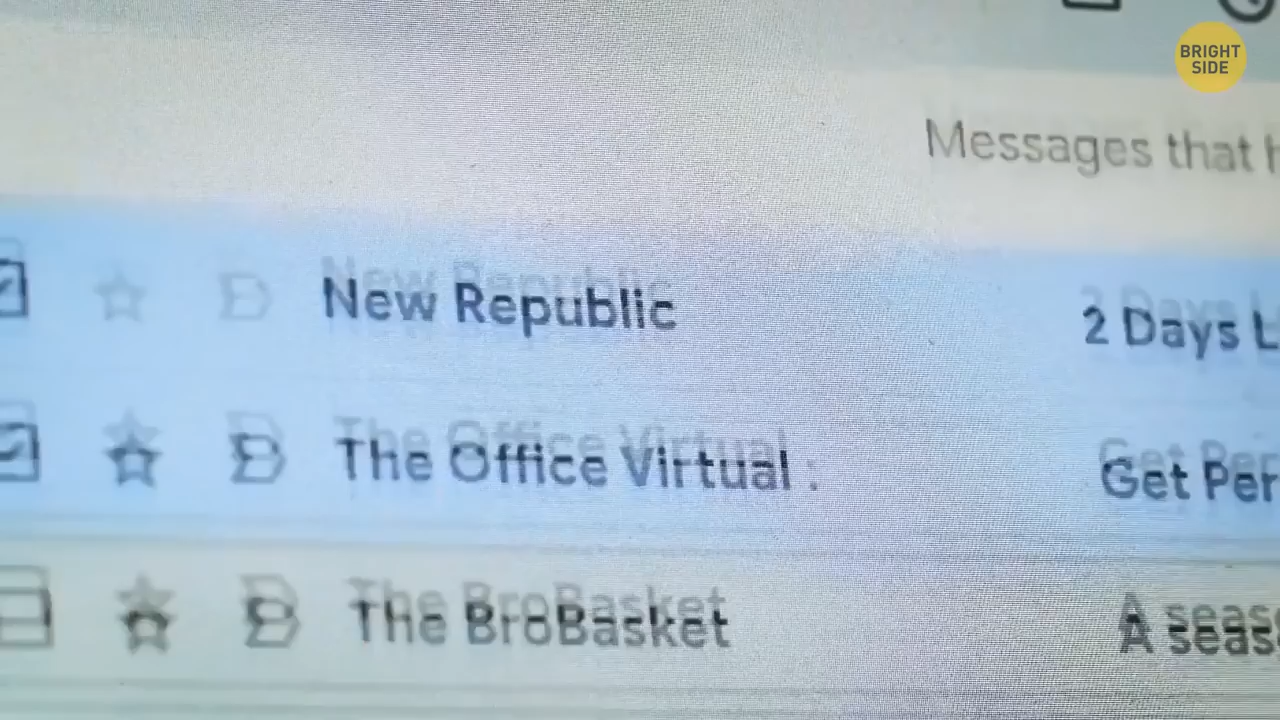 BRIGHT
SIDE
Messages that
New Republic
2 Days L
The Office Virtual .
Get Per
The BroBasket
A seas